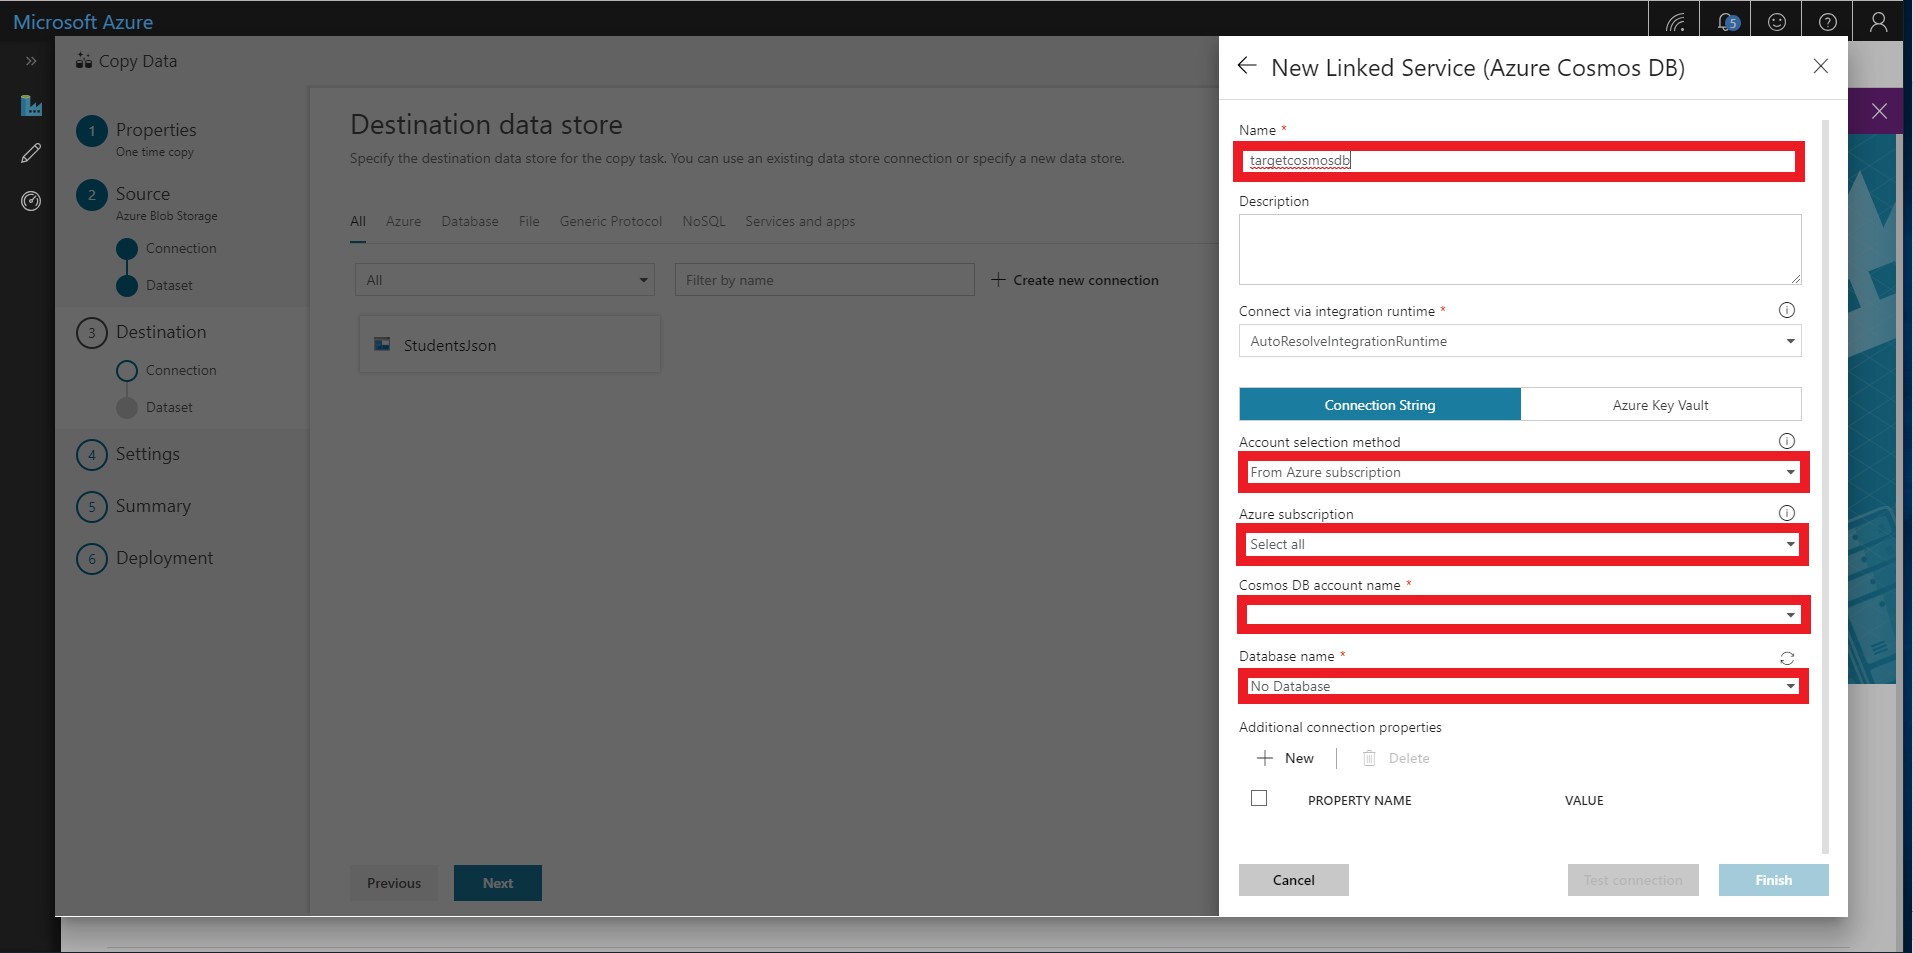 Microsoft Azure
5
Copy Data
1 Properties
One time copy
2 Source
Azure Blob Storage
Connection
Dataset
3 Destination
Connection
Dataset
4 Settings
5 Summary
6 Deployment
Destination data store
Specify the destination data store for the copy task. You can use an existing data store connection or specify a new data store.
All Azure Database File Generic Protocol NoSQL Services and apps
All Filter by name Create new connection
StudentsJson
Previous Next
New Linked Service (Azure Cosmos DB)
Name *
targetcosmosdb
Description
Connect via integration runtime *
AutoResolveIntegrationRuntime
Connection String Azure Key Vault
Account selection method
From Azure subscription
Azure subscription
Select all
Cosmos DB account name *
Database name *
No Database
Additional connection properties
New Delete
PROPERTY NAME VALUE
Cancel Test connection Finish